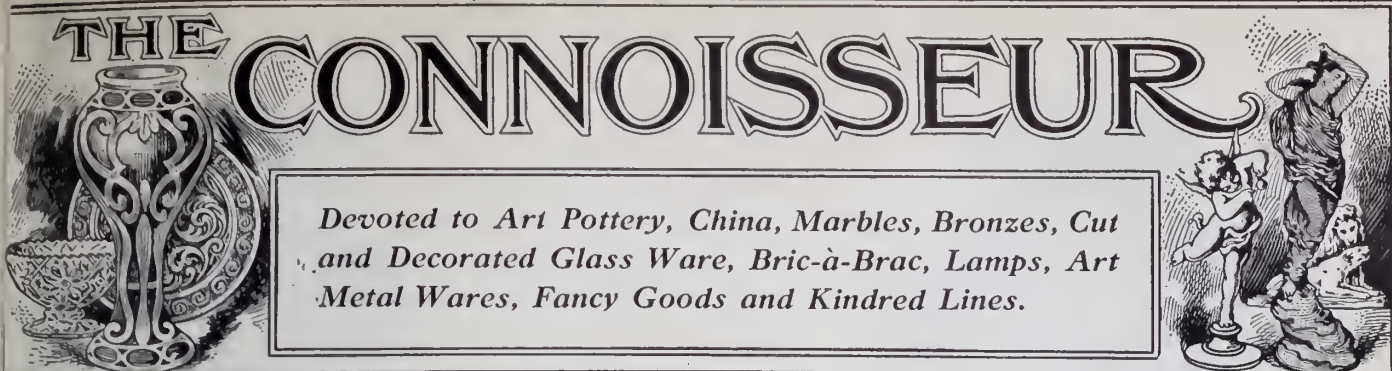 THE CONNOISSEUR
Devoted to Art Pottery, China, Marbles, Bronzes, Cut
and Decorated Glass Ware, Bric-à-Brac, Lamps, Art
Metal Wares, Fancy Goods and Kindred Lines.